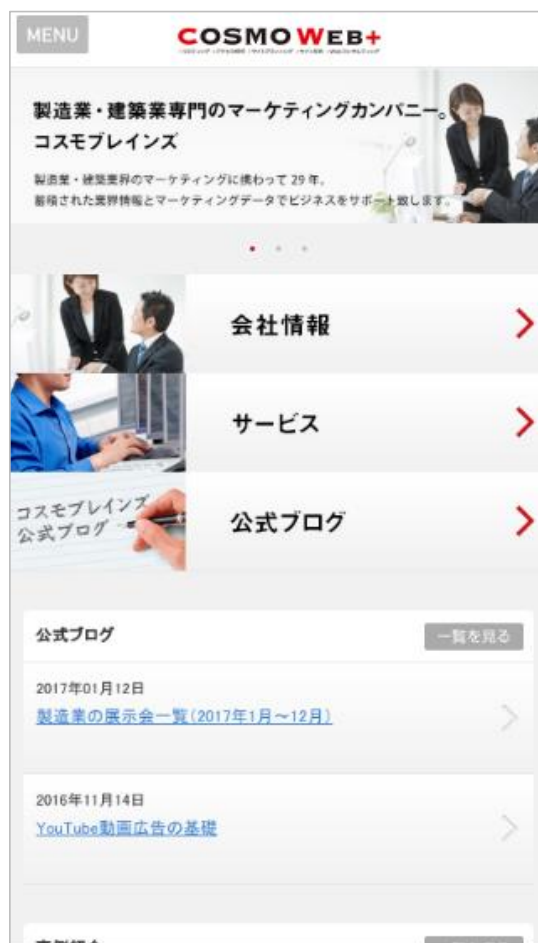 MENU
COSMO WEB+
製造業・建築業専門のマーケティングカンパニー。
コスモブレインズ
製造業・建築業界のマーケティングに携わって 29 年。
蓄積された業界情報とマーケティングデータでビジネスをサポート致します。
会社情報
サービス
コスモブレインズ
公式ブログ
公式ブログ
公式ブログ
一覧を見る
2017年01月12日
製造業の展示会一覧(2017年1月～12月)
2016年11月14日
YouTube動画広告の基礎